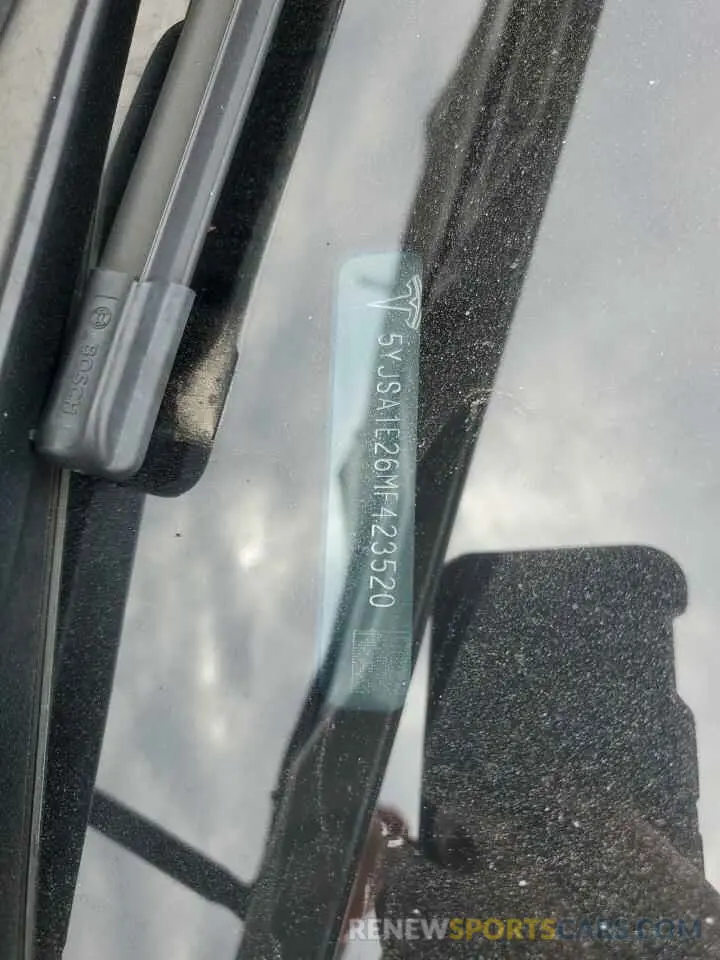 BOSCH
5YJSA1E26MF423520
RENEWSPORTSCARS.COM